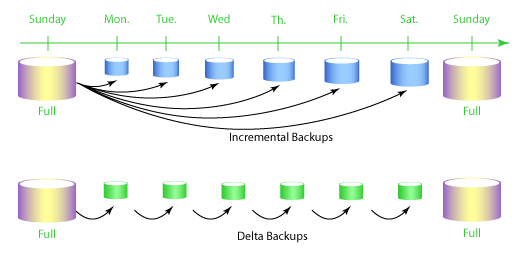 Sunday Mon. Tue. Wed Th. Fri. Sat. Sunday
Full Full
Incremental Backups
Full Full
Delta Backups